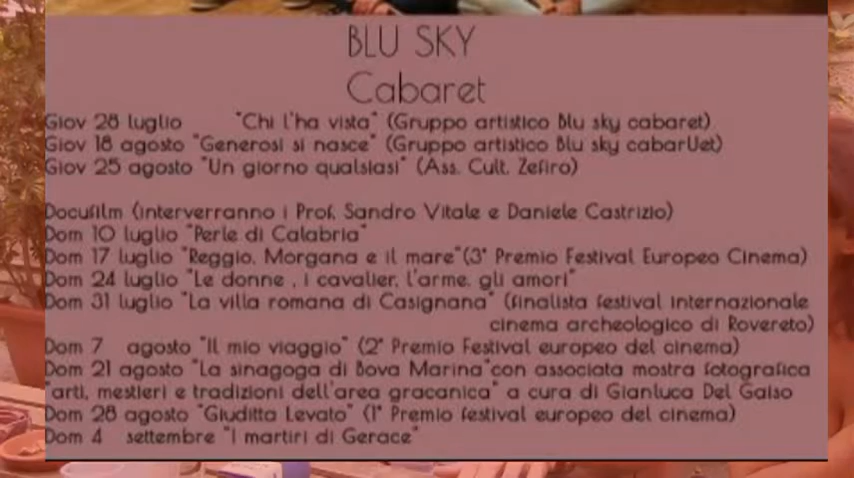 BLU SKY
Cabaret
Giov 28 luglio "Chi l'ha vista" (Gruppo artistico Blu sky cabaret)
Giov 18 agosto "Generosi si nasce" (Gruppo artistico Blu sky cabarUet)
Giov 25 agosto "Un giorno qualsiasi" (Ass. Cult. Zefiro)
Docufilm (interverranno i Prof. Sandro Vitale e Daniele Castrizio)
Dom 10 luglio "Perle di Calabria"
Dom 17 luglio "Reggio, Morgana e il mare"(3° Premio Festival Europeo Cinema)
Dom 24 luglio "Le donne , i cavalier, l'arme, gli amori"
Dom 31 luglio "La villa romana di Casignana" (finalista festival internazionale
cinema archeologico di Rovereto)
Dom 7 agosto "Il mio viaggio" (2° Premio Festival europeo del cinema)
Dom 21 agosto "La sinagoga di Bova Marina"con associata mostra fotografica
"arti, mestieri e tradizioni dell'area gracanica" a cura di Gianluca Del Gaiso
Dom 28 agosto "Giuditta Levato" (1° Premio festival europeo del cinema)
Dom 4 settembre "I martiri di Gerace"